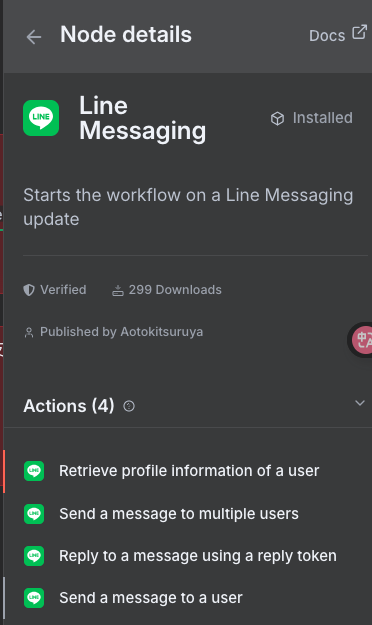 Node details
Docs
LINE
Line
Messaging
Installed
Starts the workflow on a Line Messaging
update
Verified
299 Downloads
Published by Aotokitsuruya
Actions (4)
LINE Retrieve profile information of a user
LINE Send a message to multiple users
LINE Reply to a message using a reply token
LINE Send a message to a user